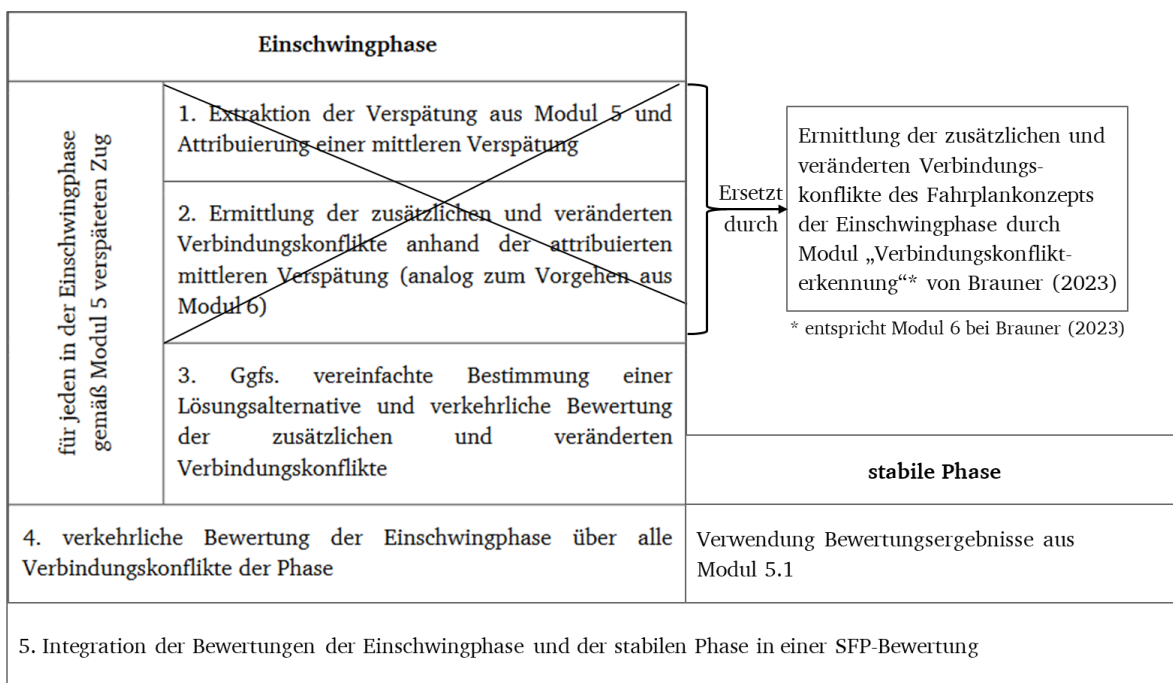 Einschwingphase
für jeden in der Einschwingphase
gemäß Modul 5 verspäteten Zug
1. Extraktion der Verspätung aus Modul 5 und
Attribuierung einer mittleren Verspätung
2. Ermittlung der zusätzlichen und veränderten
Verbindungskonflikte anhand der attribuierten
mittleren Verspätung (analog zum Vorgehen aus
Modul 6)
3. Ggfs. vereinfachte Bestimmung einer
Lösungsalternative und verkehrliche Bewertung
der zusätzlichen und veränderten
Verbindungskonflikte
Ersetzt
durch
Ermittlung der zusätzlichen und
veränderten Verbindungs-
konflikte des Fahrplankonzepts
der Einschwingphase durch
Modul „Verbindungskonflikt-
erkennung“* von Brauner (2023)
* entspricht Modul 6 bei Brauner (2023)
stabile Phase
4. verkehrliche Bewertung der Einschwingphase über alle
Verbindungskonflikte der Phase
Verwendung Bewertungsergebnisse aus
Modul 5.1
5. Integration der Bewertungen der Einschwingphase und der stabilen Phase in einer SFP-Bewertung